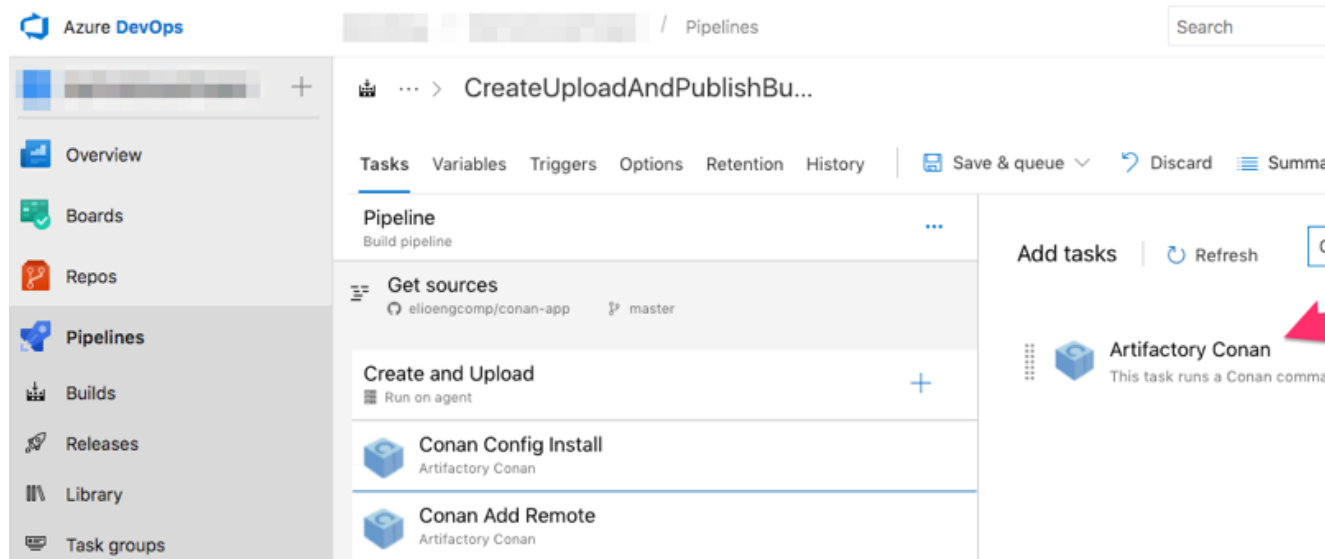 Azure DevOps
/ Pipelines
Search
+
... > CreateUploadAndPublishBu...
Overview
Boards
Repos
Pipelines
Builds
Releases
Library
Task groups
Tasks Variables Triggers Options Retention History
Save & queue Discard Summa
Pipeline
Build pipeline
...
Get sources
elioengcomp/conan-app master
Create and Upload
Run on agent
+
Conan Config Install
Artifactory Conan
Conan Add Remote
Artifactory Conan
Add tasks Refresh
Artifactory Conan
This task runs a Conan comma